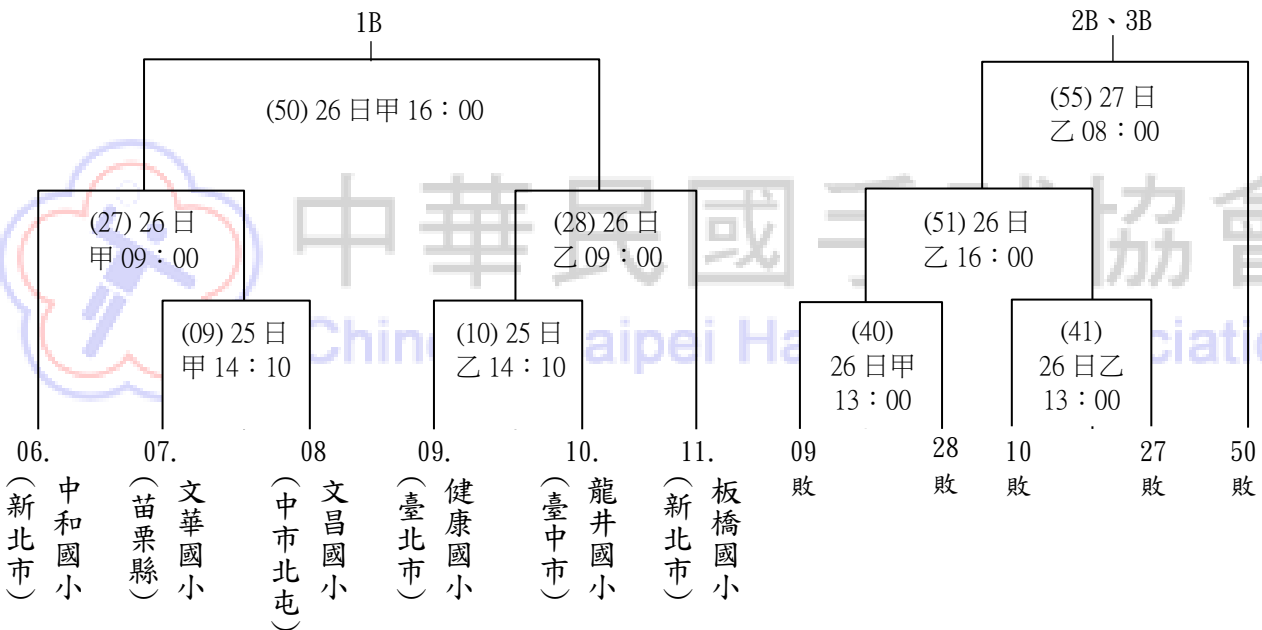 1B
2B、3B
(50) 26 日甲 16：00
(55) 27 日
乙 08：00
中華民國手球協會
(27) 26 日
甲 09：00
(28) 26 日
乙 09：00
(51) 26 日
乙 16：00
(09) 25 日
甲 14：10
(10) 25 日
乙 14：10
(40)
26 日甲
13：00
(41)
26 日乙
13：00
06.
中和國小
(新北市)
07.
文華國小
(苗栗縣)
08
文昌國小
(中市北屯)
09.
健康國小
(臺北市)
10.
龍井國小
(臺中市)
11.
板橋國小
(新北市)
09
敗
28
敗
10
敗
27
敗
50
敗